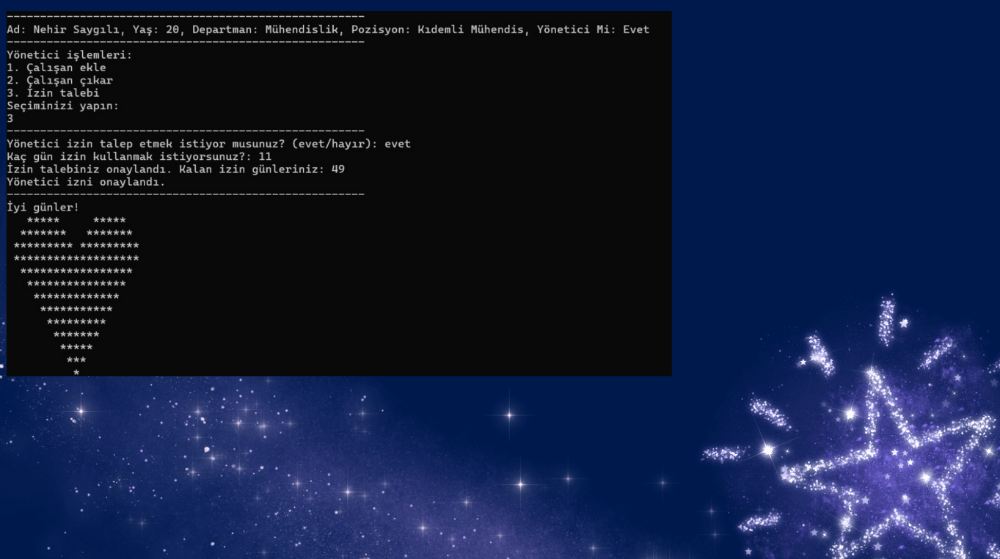 ------------------------------------------------------
Ad: Nehir Saygılı, Yaş: 20, Departman: Mühendislik, Pozisyon: Kıdemli Mühendis, Yönetici Mi: Evet
------------------------------------------------------
Yönetici işlemleri:
1. Çalışan ekle
2. Çalışan çıkar
3. İzin talebi
Seçiminizi yapın:
3
------------------------------------------------------
Yönetici izin talep etmek istiyor musunuz? (evet/hayır): evet
Kaç gün izin kullanmak istiyorsunuz?: 11
İzin talebiniz onaylandı. Kalan izin günleriniz: 49
Yönetici izni onaylandı.
------------------------------------------------------
İyi günler!
   *****     *****
  *******   *******
 ********* *********
 *******************
  *****************
   ***************
    *************
     ***********
      *********
       *******
        *****
         ***
          *